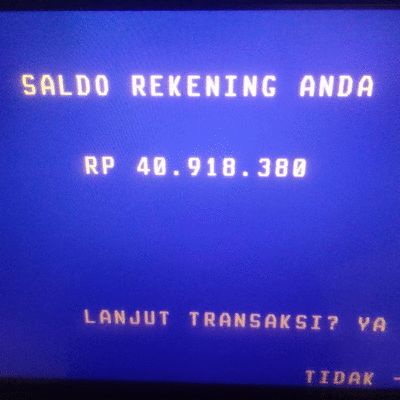 SALDO REKENING ANDA
RP 40.918.380
LANJUT TRANSAKSI? YA
TIDAK -